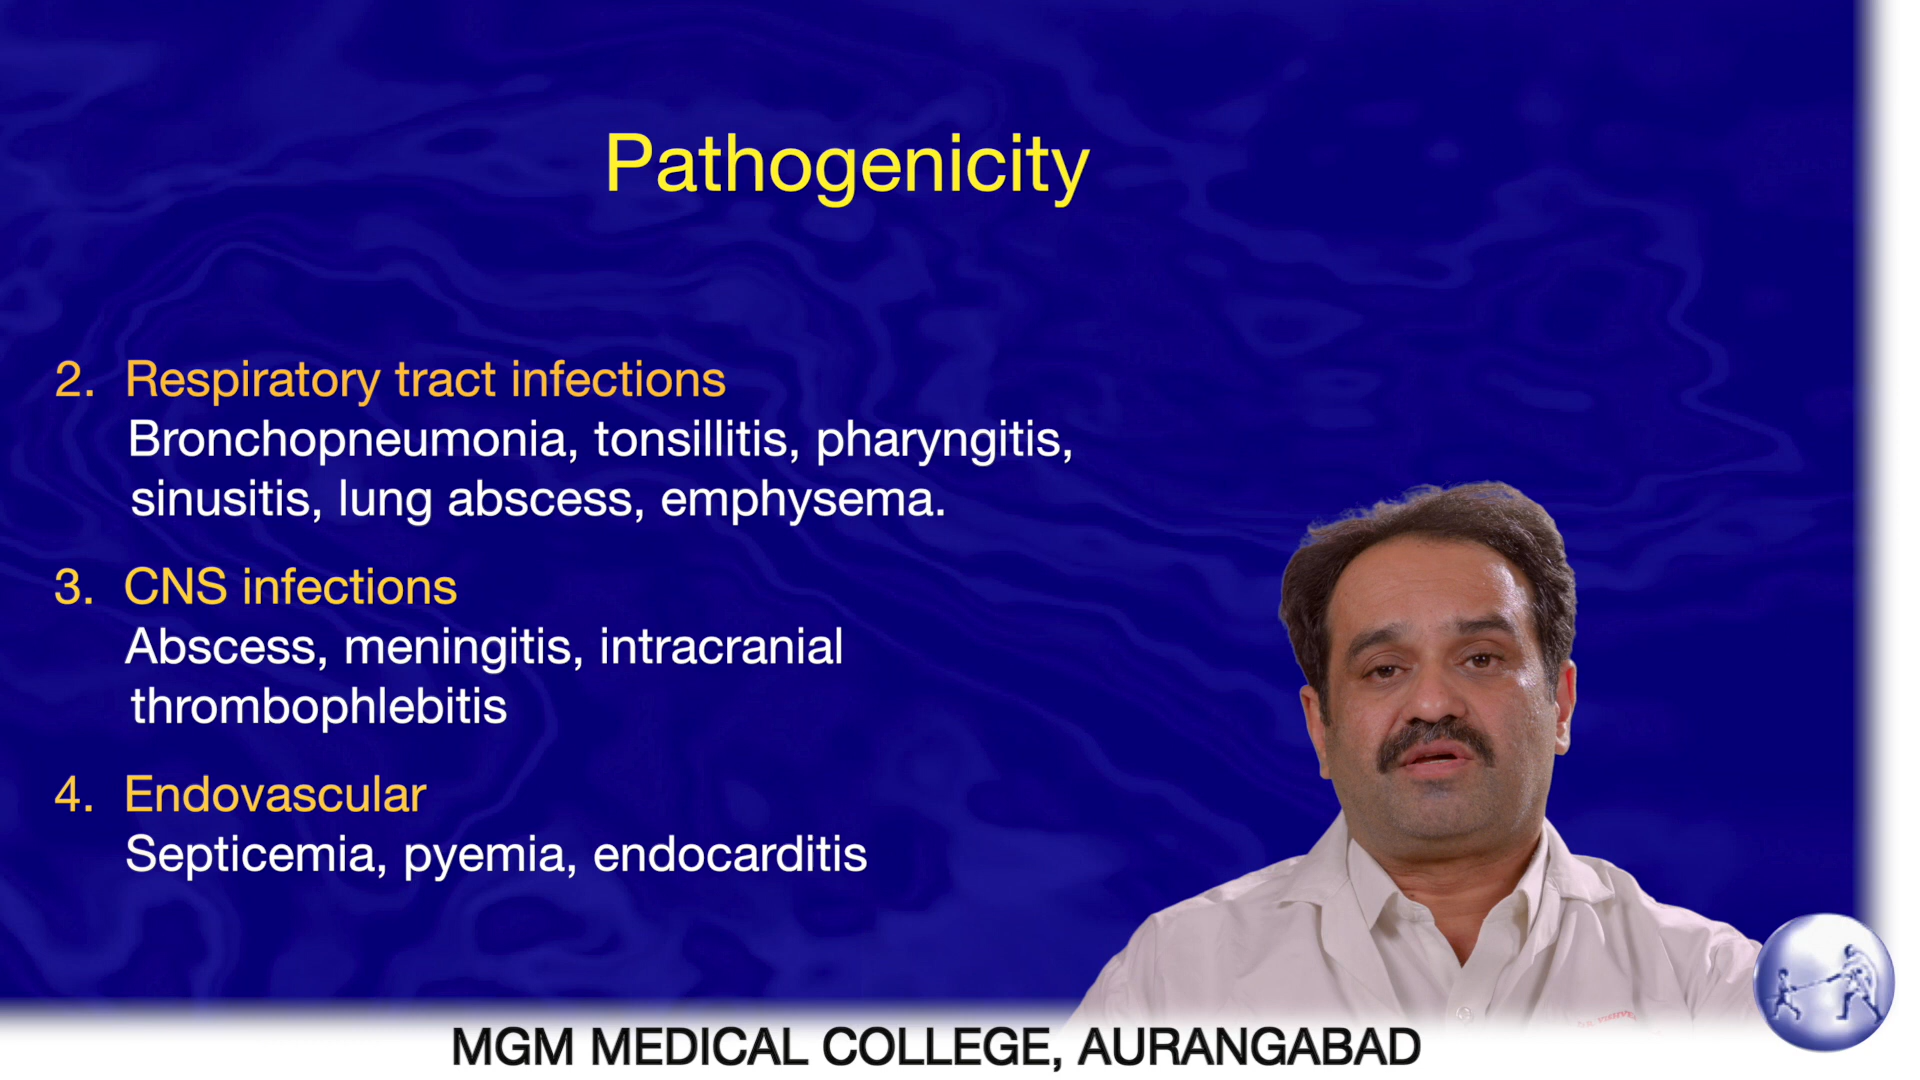 Pathogenicity
2. Respiratory tract infections
Bronchopneumonia, tonsillitis, pharyngitis,
sinusitis, lung abscess, emphysema.
3. CNS infections
Abscess, meningitis, intracranial
thrombophlebitis
4. Endovascular
Septicemia, pyemia, endocarditis
MGM MEDICAL COLLEGE, AURANGABAD